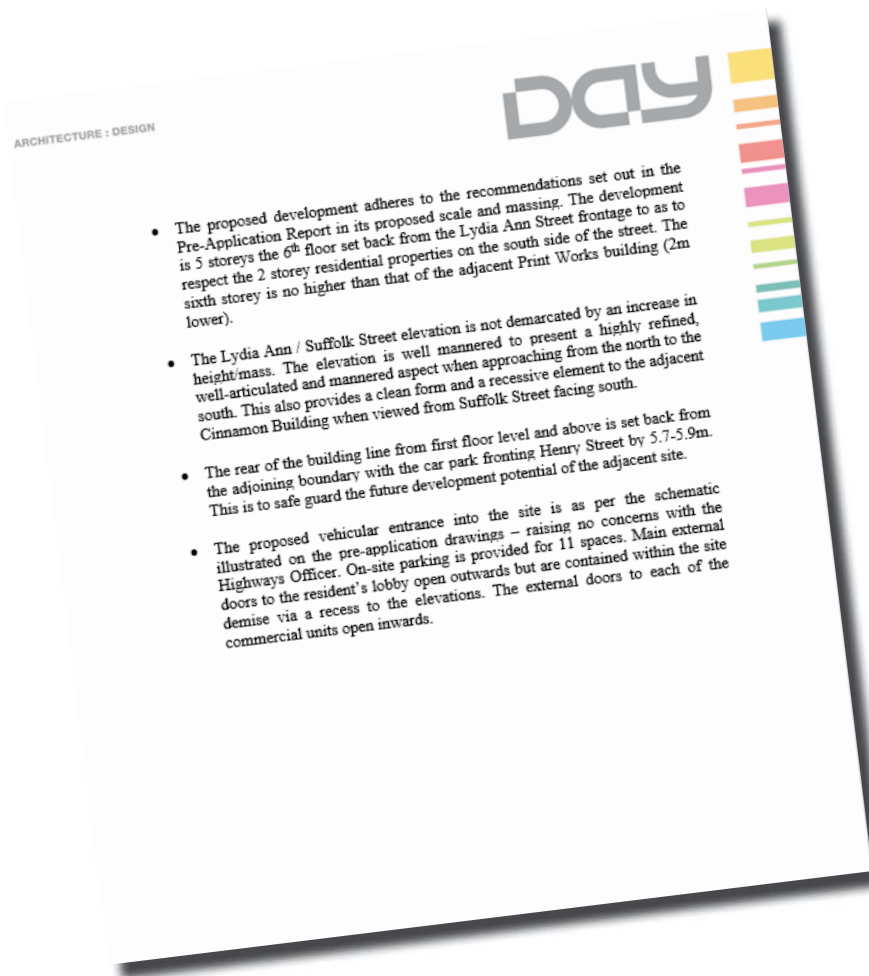 ARCHITECTURE : DESIGN
DAY
• The proposed development adheres to the recommendations set out in the
Pre-Application Report in its proposed scale and massing. The development
is 5 storeys the 6th floor set back from the Lydia Ann Street frontage to as to
respect the 2 storey residential properties on the south side of the street. The
sixth storey is no higher than that of the adjacent Print Works building (2m
lower).
• The Lydia Ann / Suffolk Street elevation is not demarcated by an increase in
height/mass. The elevation is well mannered to present a highly refined,
well-articulated and mannered aspect when approaching from the north to the
south. This also provides a clean form and a recessive element to the adjacent
Cinnamon Building when viewed from Suffolk Street facing south.
• The rear of the building line from first floor level and above is set back from
the adjoining boundary with the car park fronting Henry Street by 5.7-5.9m.
This is to safe guard the future development potential of the adjacent site.
• The proposed vehicular entrance into the site is as per the schematic
illustrated on the pre-application drawings – raising no concerns with the
Highways Officer. On-site parking is provided for 11 spaces. Main external
doors to the resident's lobby open outwards but are contained within the site
demise via a recess to the elevations. The external doors to each of the
commercial units open inwards.